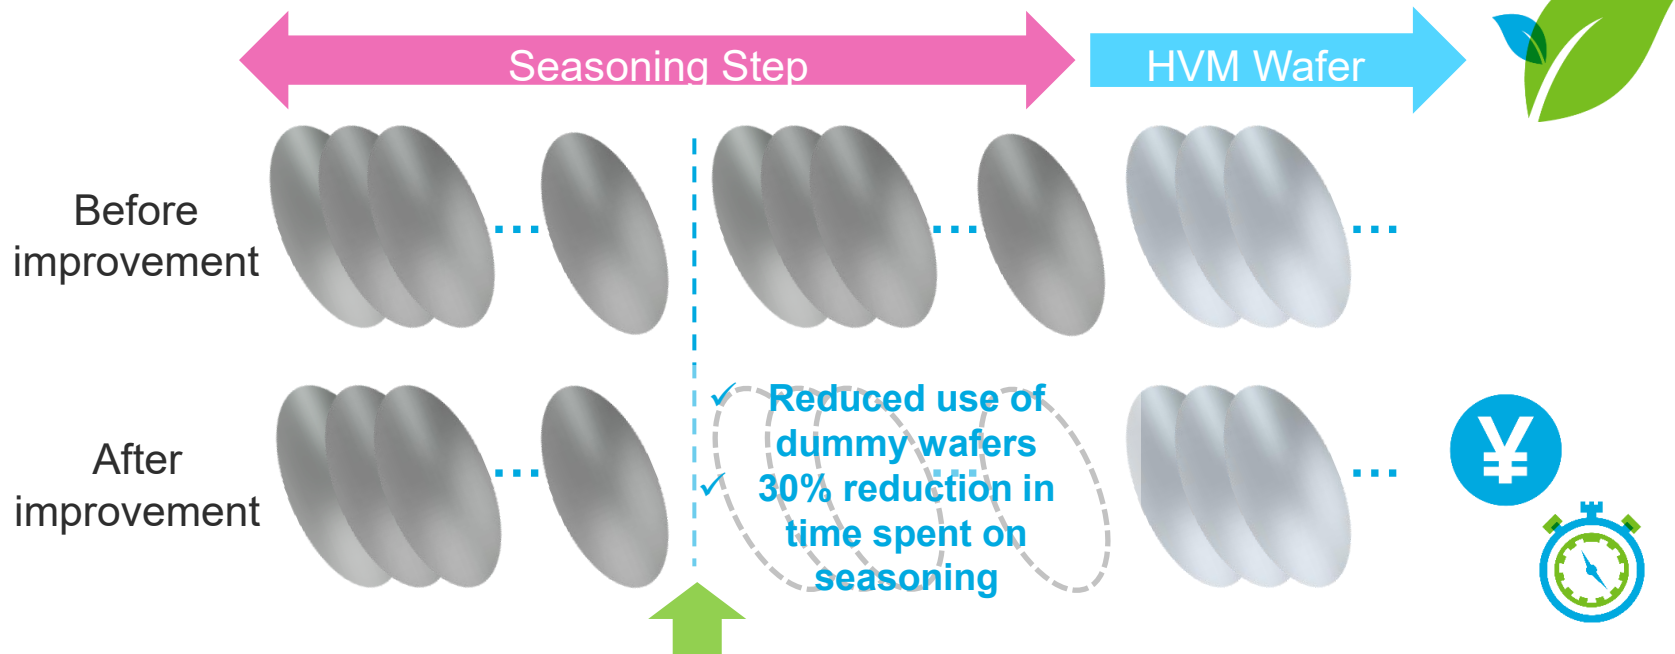 Seasoning Step
HVM Wafer
Before
improvement
...
...
...
After
improvement
...
✓ Reduced use of
dummy wafers
...
✓ 30% reduction in
time spent on
seasoning
...
¥